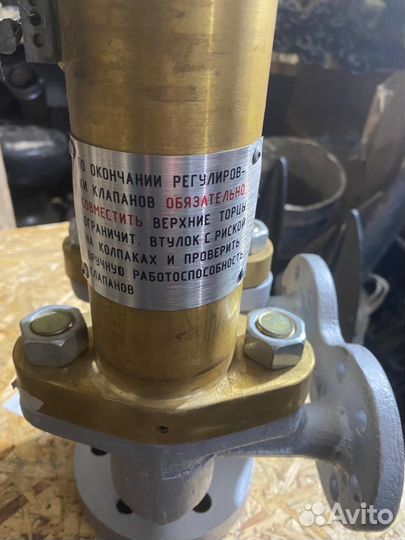 ПО ОКОНЧАНИИ РЕГУЛИРОВ-
КИ КЛАПАНОВ ОБЯЗАТЕЛЬНО
СОВМЕСТИТЬ ВЕРХНИЕ ТОРЦЫ
ОГРАНИЧИТ. ВТУЛОК С РИСКОЙ
НА КОЛПАКАХ И ПРОВЕРИТЬ
ВРУЧНУЮ РАБОТОСПОСОБНОСТЬ
КЛАПАНОВ
Avito